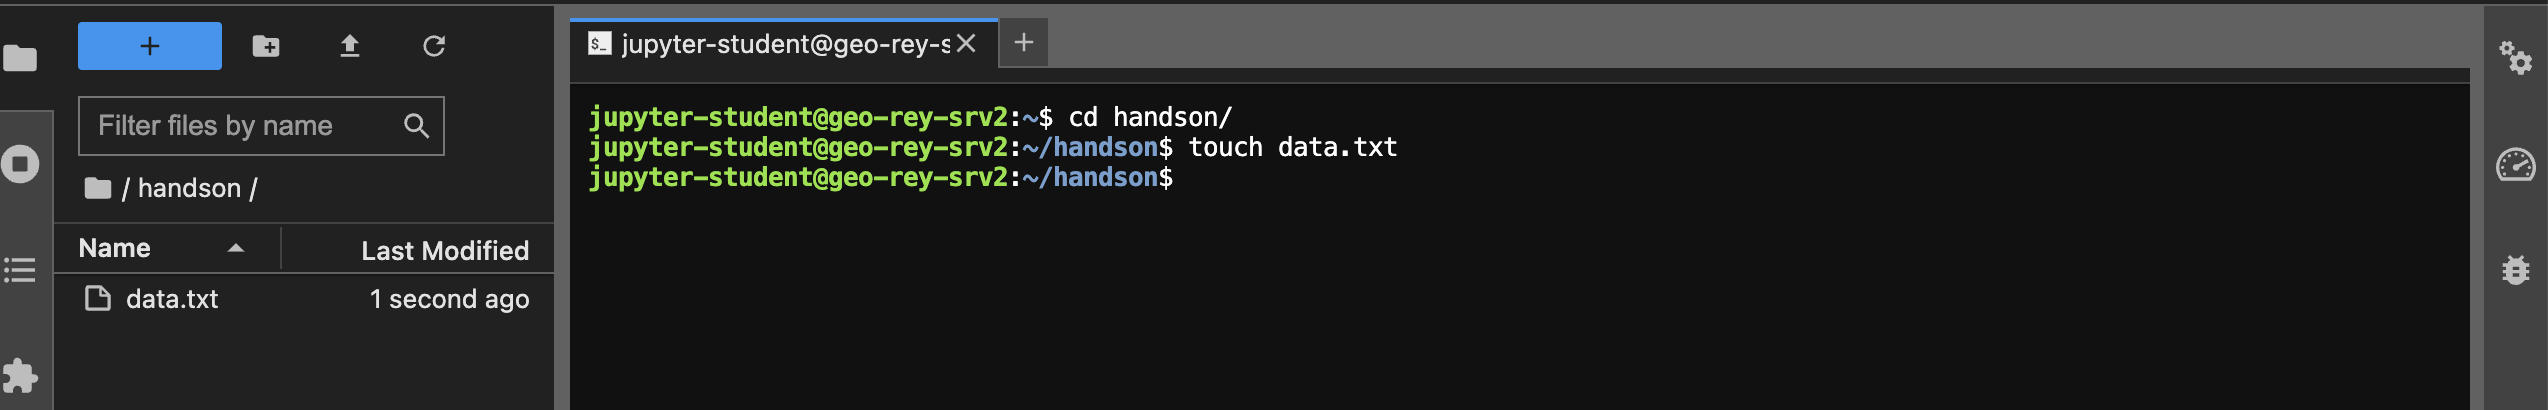 Filter files by name
/ handson /
Name Last Modified
data.txt 1 second ago
$_ jupyter-student@geo-rey-s
jupyter-student@geo-rey-srv2:~$ cd handson/
jupyter-student@geo-rey-srv2:~/handson$ touch data.txt
jupyter-student@geo-rey-srv2:~/handson$